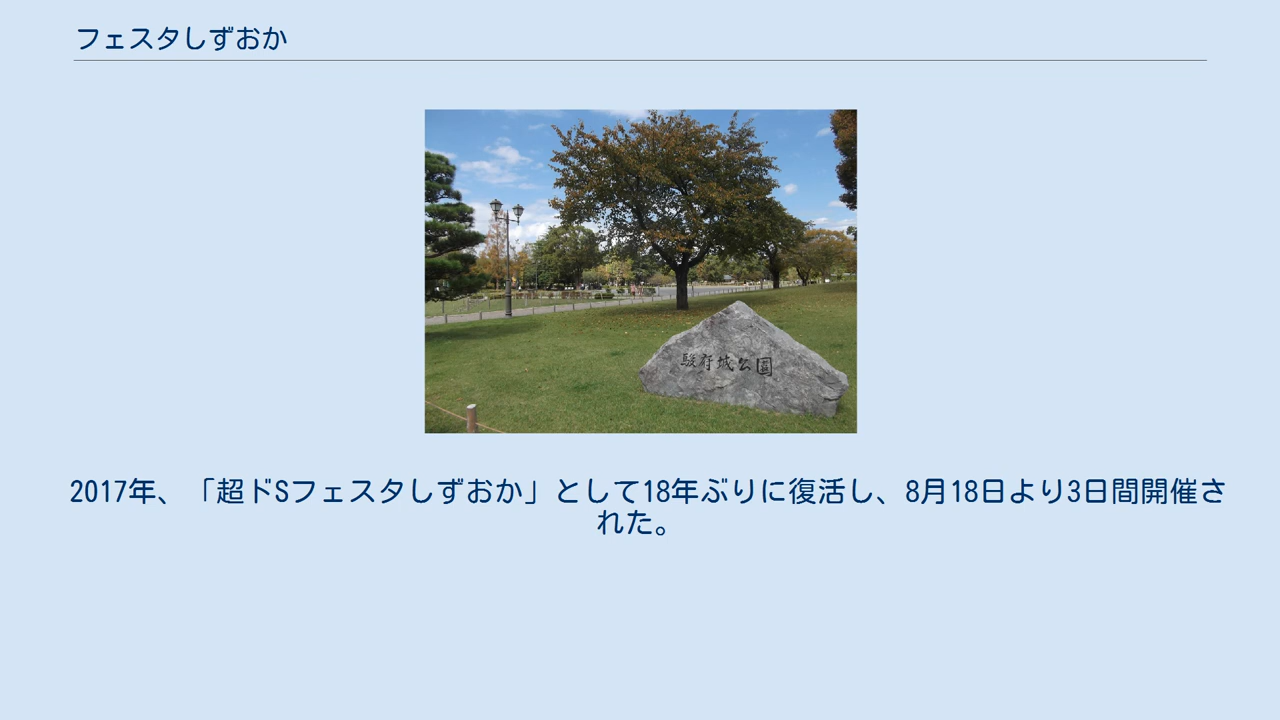 フェスタしずおか
駿府城公園
2017年、「超ドSフェスタしずおか」として18年ぶりに復活し、8月18日より3日間開催さ
れた。